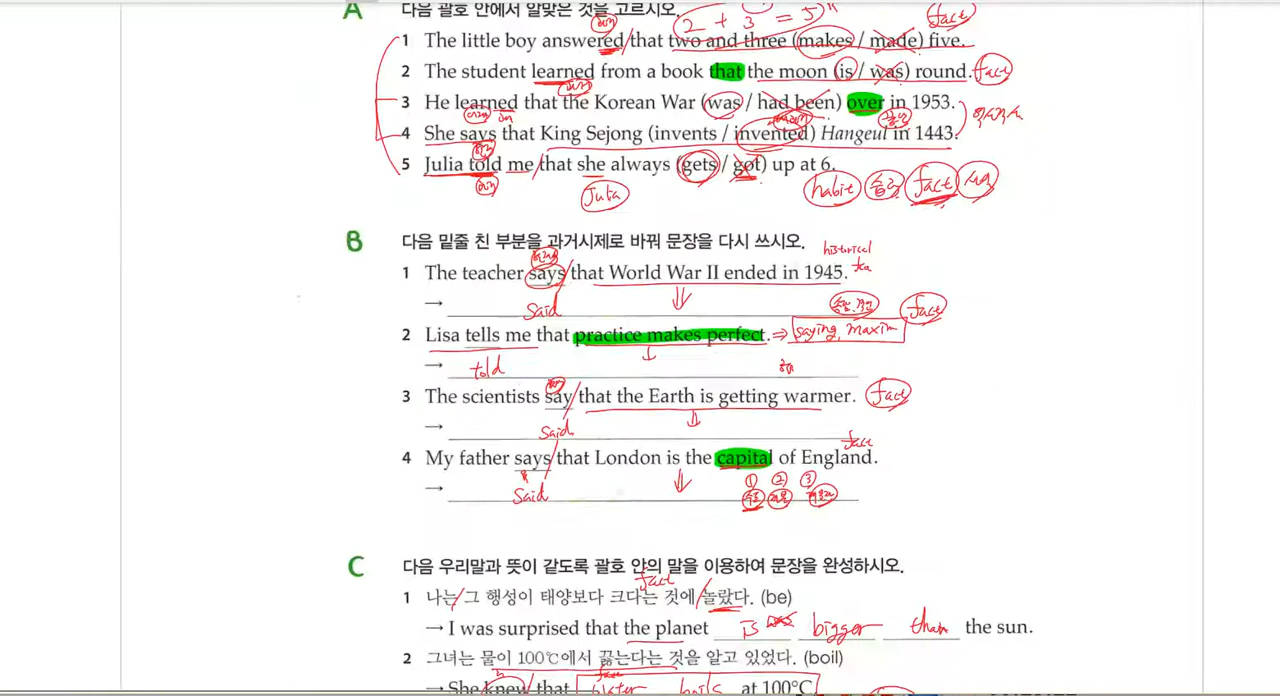 A 다음 괄호 안에서 알맞은 것을 고르시오.
2 + 3 = 5
fact
1 The little boy answered that two and three (makes / made) five.
2 The student learned from a book that the moon (is / was) round. fact
3 He learned that the Korean War (was / had been) over in 1953.
4 She says that King Sejong (invents / invented) Hangeul in 1443.
5 Julia told me that she always (gets / got) up at 6.
Julia
habit 습관 fact 사실
B 다음 밑줄 친 부분을 과거시제로 바꿔 문장을 다시 쓰시오.
historical
1 The teacher says that World War II ended in 1945.
→ said
fact
2 Lisa tells me that practice makes perfect. ⇒ saying, maxim
→ told
3 The scientists say that the Earth is getting warmer. fact
→ said
fact
4 My father says that London is the capital of England.
→ said
① ② ③
수도
C 다음 우리말과 뜻이 같도록 괄호 안의 말을 이용하여 문장을 완성하시오.
fact
1 나는 그 행성이 태양보다 크다는 것에 놀랐다. (be)
→ I was surprised that the planet is bigger than the sun.
2 그녀는 물이 100℃에서 끓는다는 것을 알고 있었다. (boil)
fact
→ She knew that water boils at 100°C.